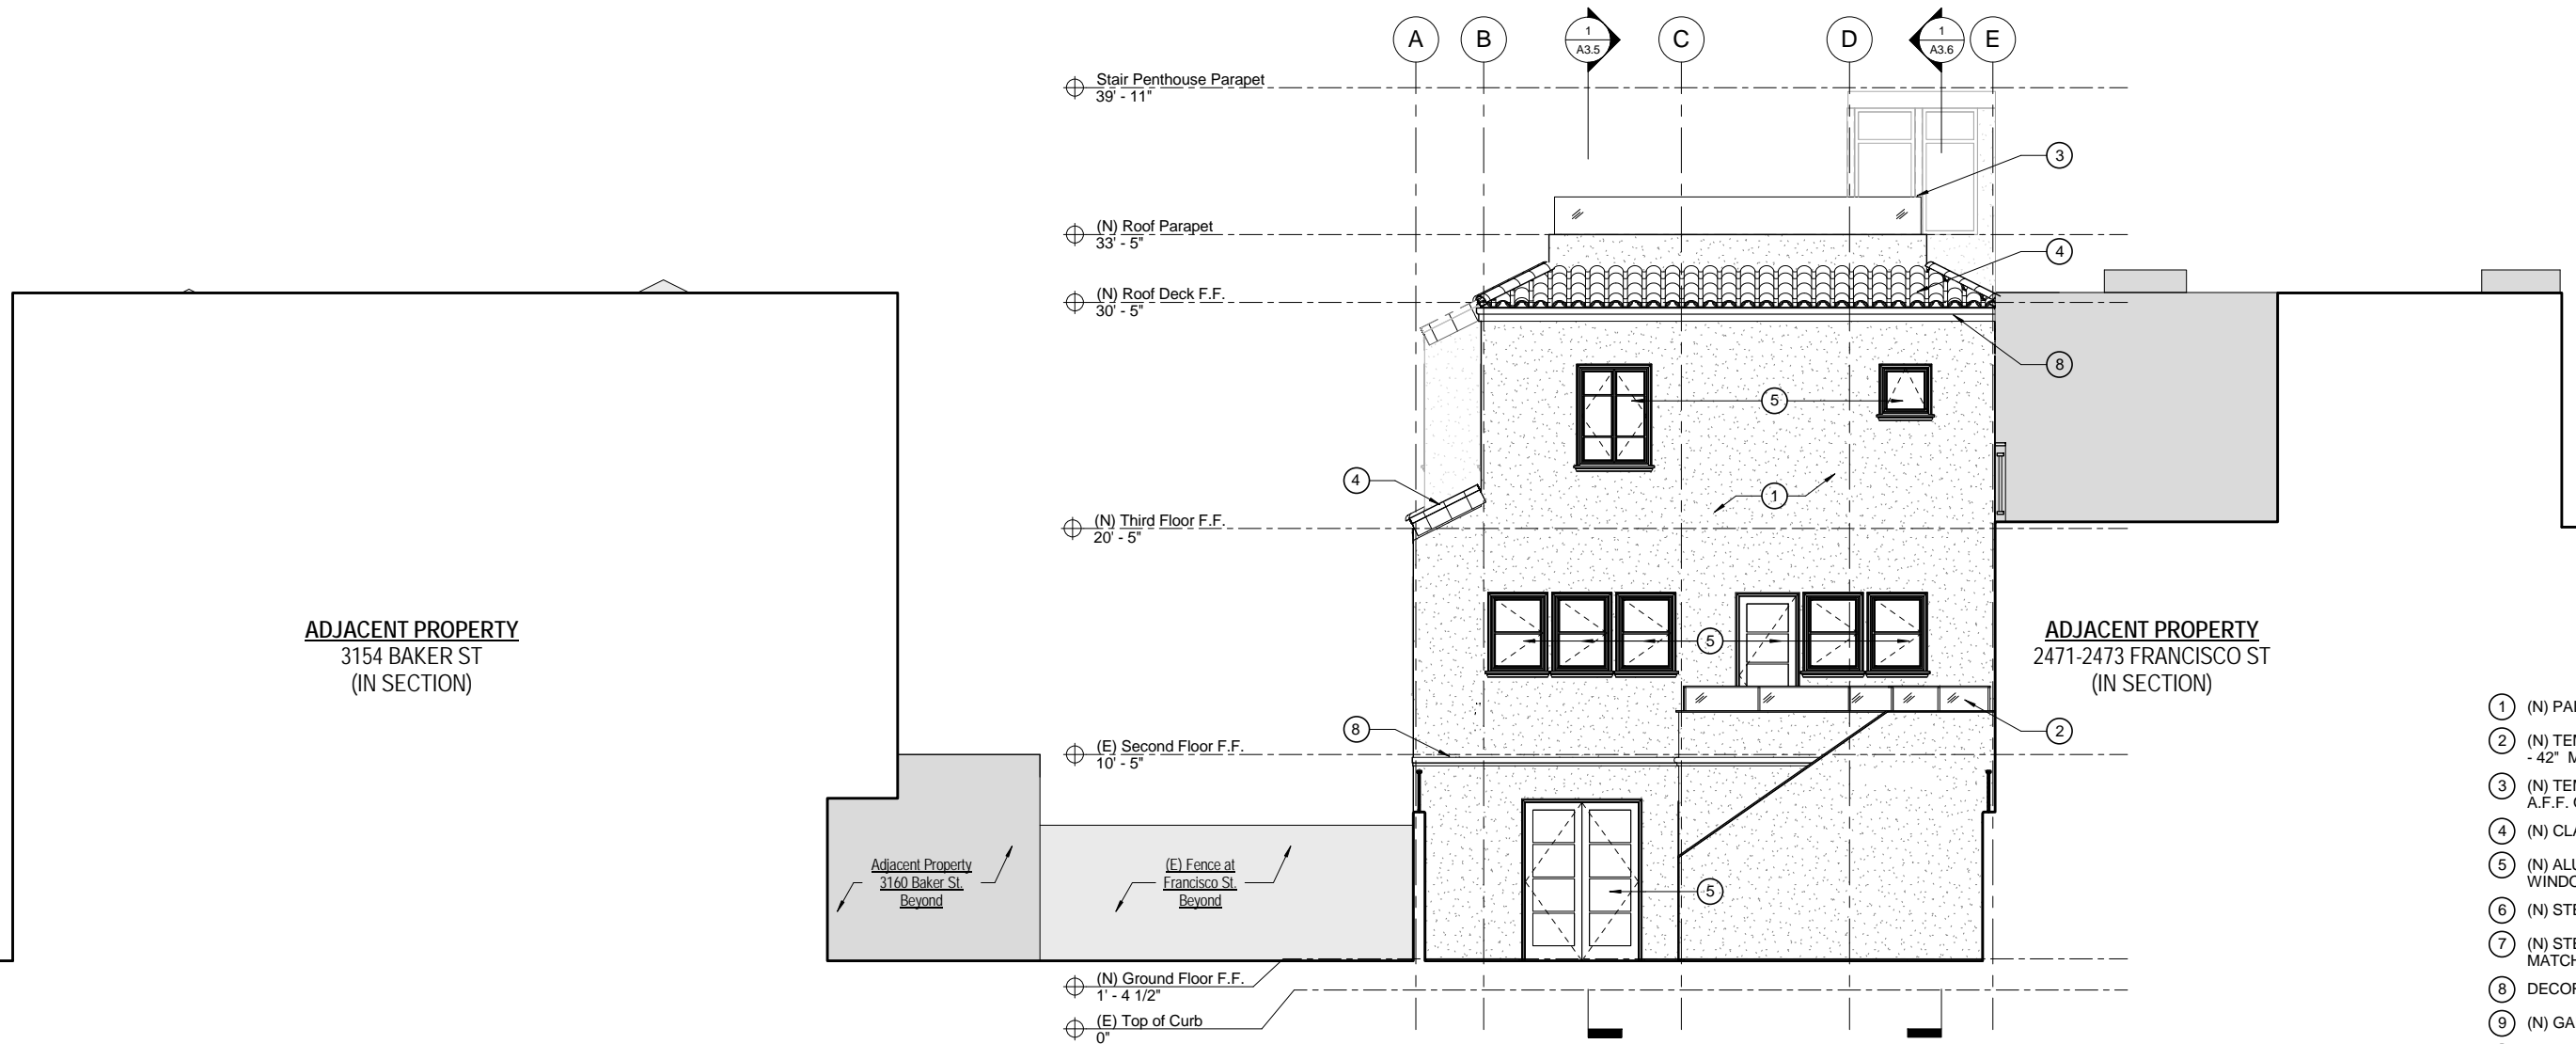 A
B
1
A3.5
C
D
1
A3.6
E
Stair Penthouse Parapet
39' - 11"
3
(N) Roof Parapet
33' - 5"
4
(N) Roof Deck F.F.
30' - 5"
8
5
4
1
(N) Third Floor F.F.
20' - 5"
ADJACENT PROPERTY
3154 BAKER ST
(IN SECTION)
5
ADJACENT PROPERTY
2471-2473 FRANCISCO ST
(IN SECTION)
8
2
(E) Second Floor F.F.
10' - 5"
Adjacent Property
3160 Baker St.
Beyond
(E) Fence at
Francisco St.
Beyond
5
(N) Ground Floor F.F.
1' - 4 1/2"
(E) Top of Curb
0"
1 (N)
2 (N)
- 42"
3 (N)
A.F.F.
4 (N)
5 (N)
6 (N)
7 (N)
8
9 (N)